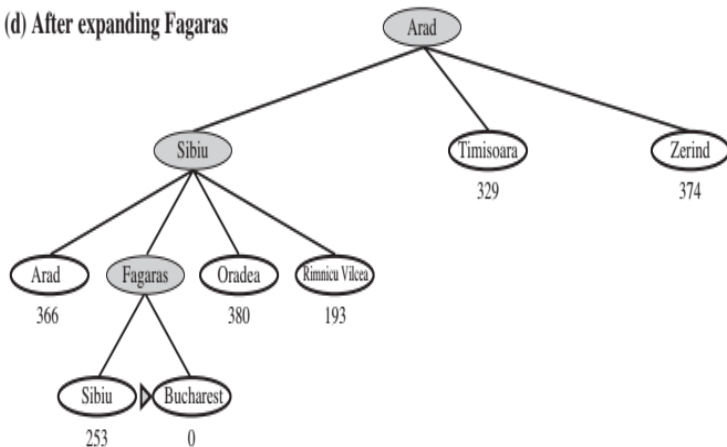 (d) After expanding Fagaras
Arad
Sibiu
Timisoara
Zerind
329
374
Arad
Fagaras
Oradea
Rimnicu Vilcea
366
380
193
Sibiu
Bucharest
253
0